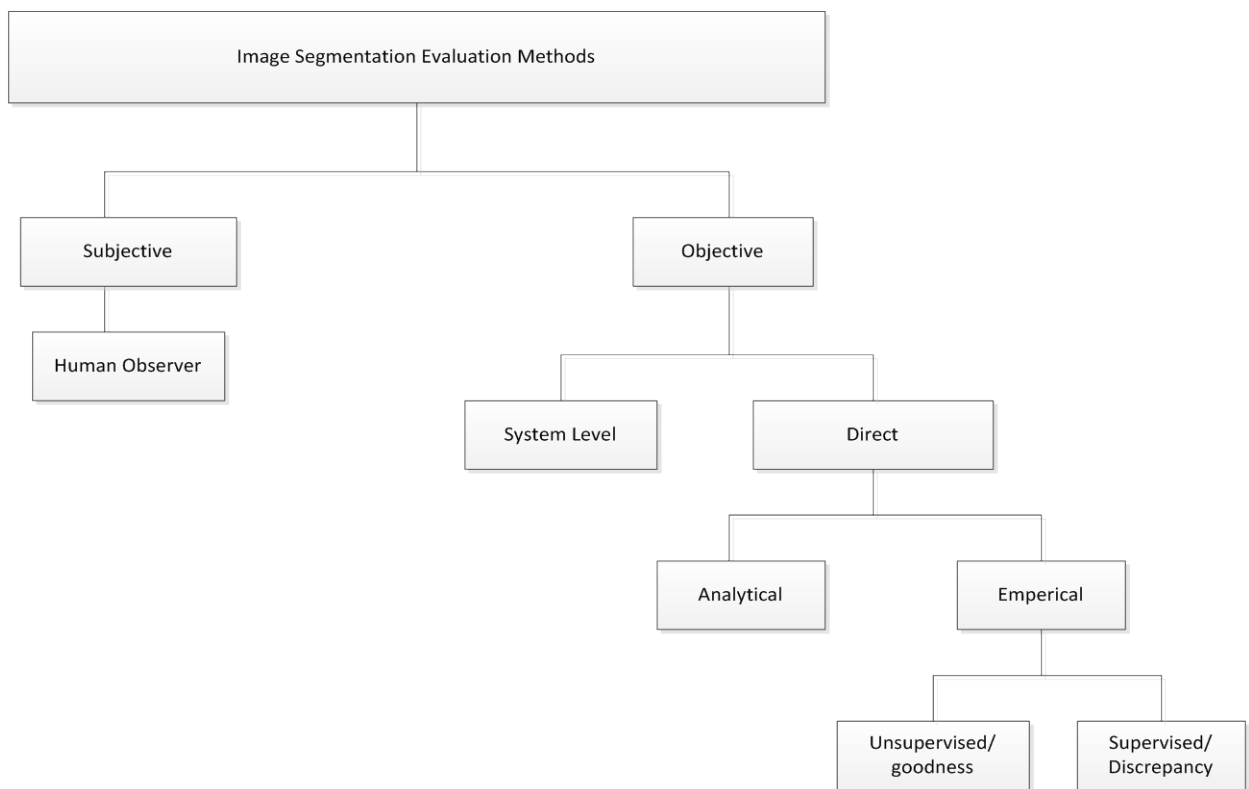 Image Segmentation Evaluation Methods
Subjective
Objective
Human Observer
System Level
Direct
Analytical
Emperical
Unsupervised/
goodness
Supervised/
Discrepancy